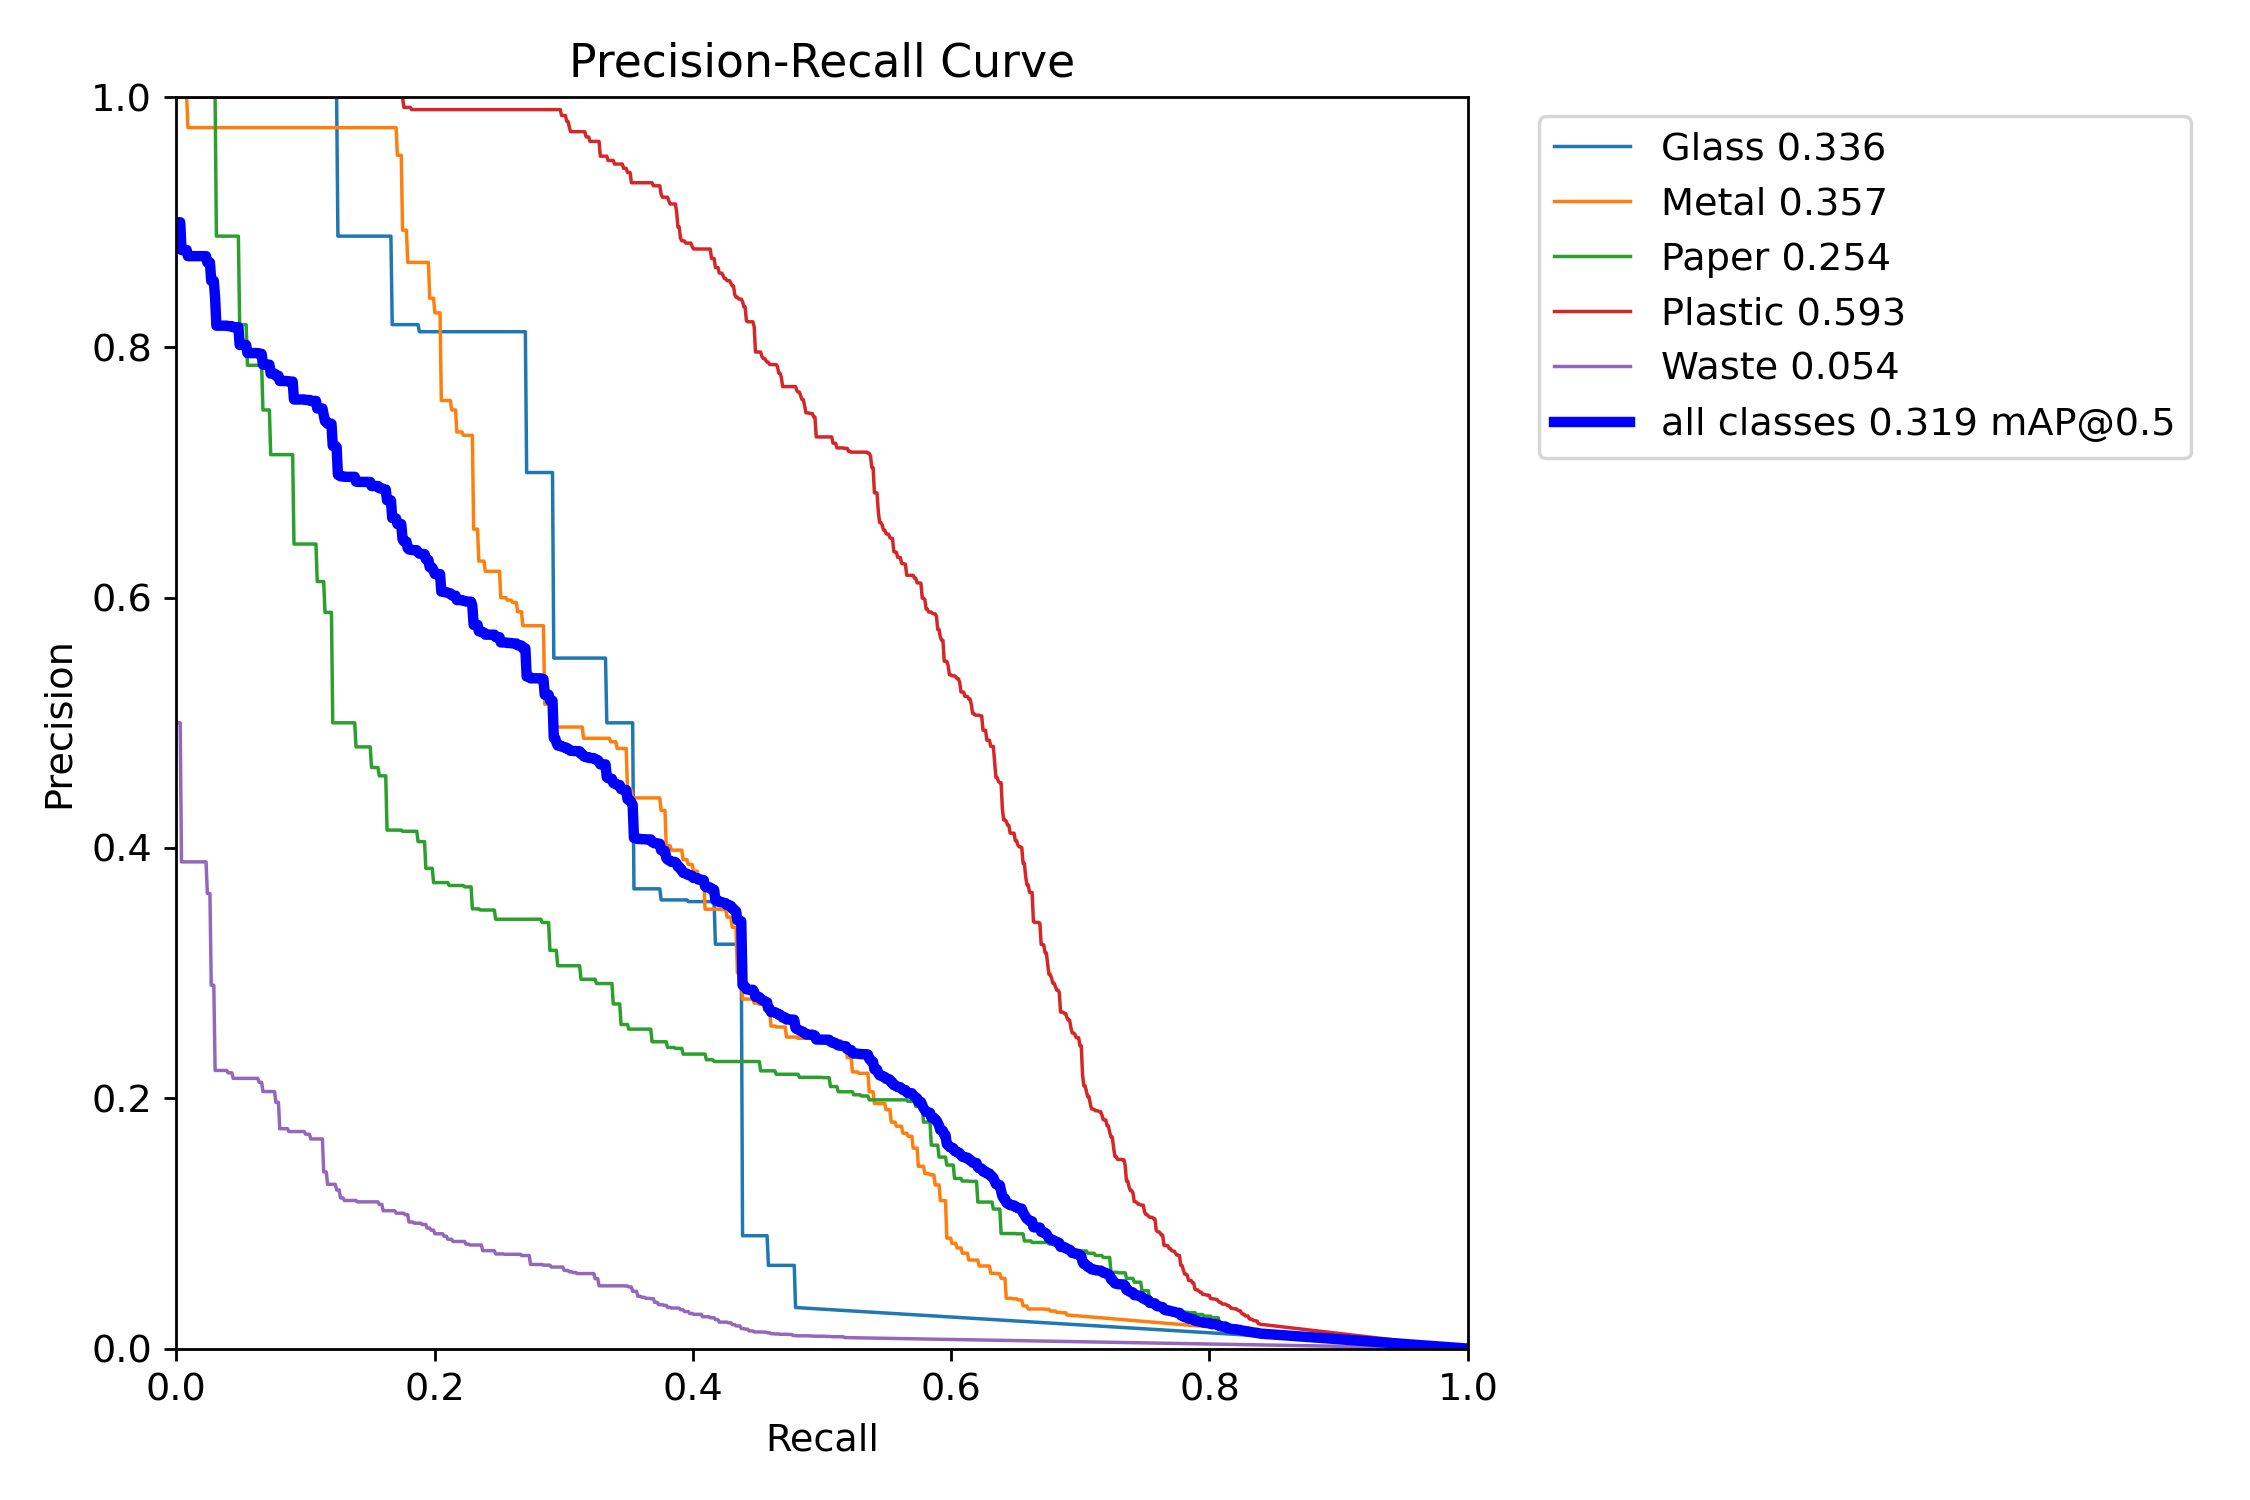 Precision-Recall Curve
1.0
0.8
0.6
0.4
0.2
0.0
Precision
0.0 0.2 0.4 0.6 0.8 1.0
Recall
Glass 0.336
Metal 0.357
Paper 0.254
Plastic 0.593
Waste 0.054
all classes 0.319 mAP@0.5